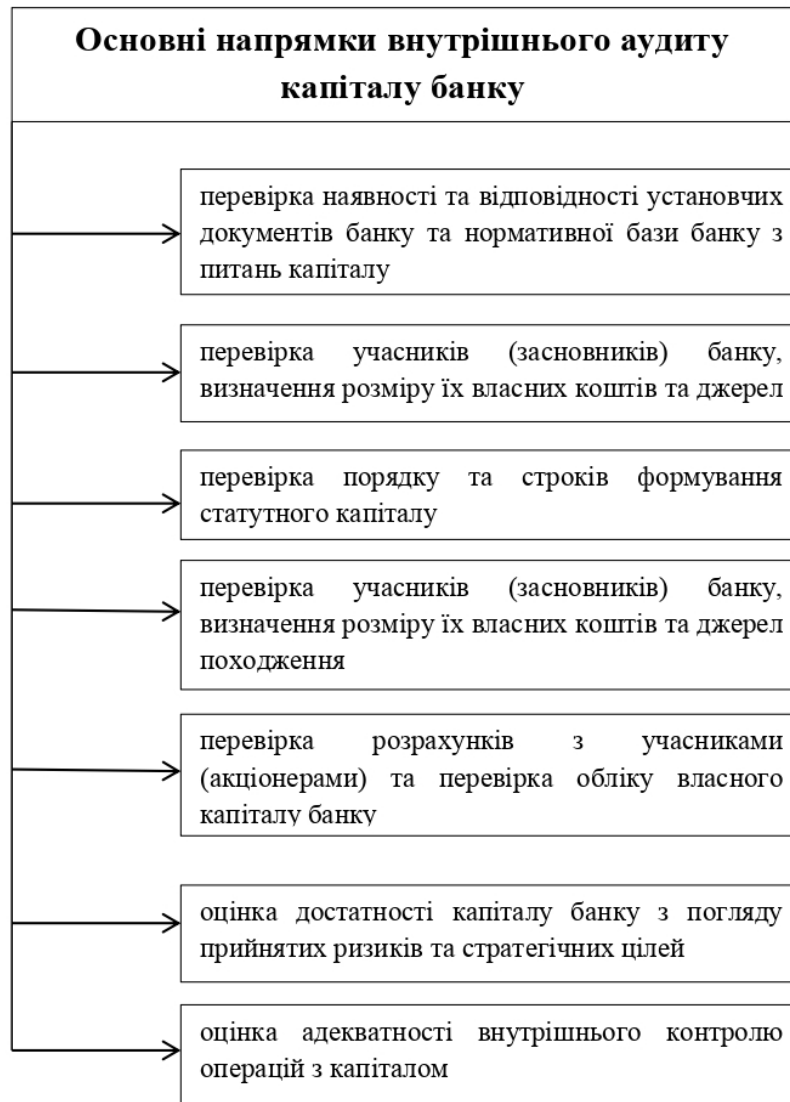 Основні напрямки внутрішнього аудиту
капіталу банку
перевірка наявності та відповідності установчих
документів банку та нормативної бази банку з
питань капіталу
перевірка учасників (засновників) банку,
визначення розміру їх власних коштів та джерел
перевірка порядку та строків формування
статутного капіталу
перевірка учасників (засновників) банку,
визначення розміру їх власних коштів та джерел
походження
перевірка розрахунків з учасниками
(акціонерами) та перевірка обліку власного
капіталу банку
оцінка достатності капіталу банку з погляду
прийнятих ризиків та стратегічних цілей
оцінка адекватності внутрішнього контролю
операцій з капіталом